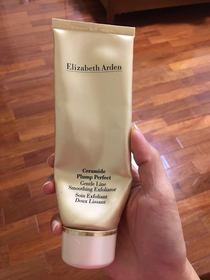 Elizabeth Arden
Ceramide
Plump Perfect
Gentle Line
Smoothing Exfoliator
Soin Exfoliant
Doux Lissant